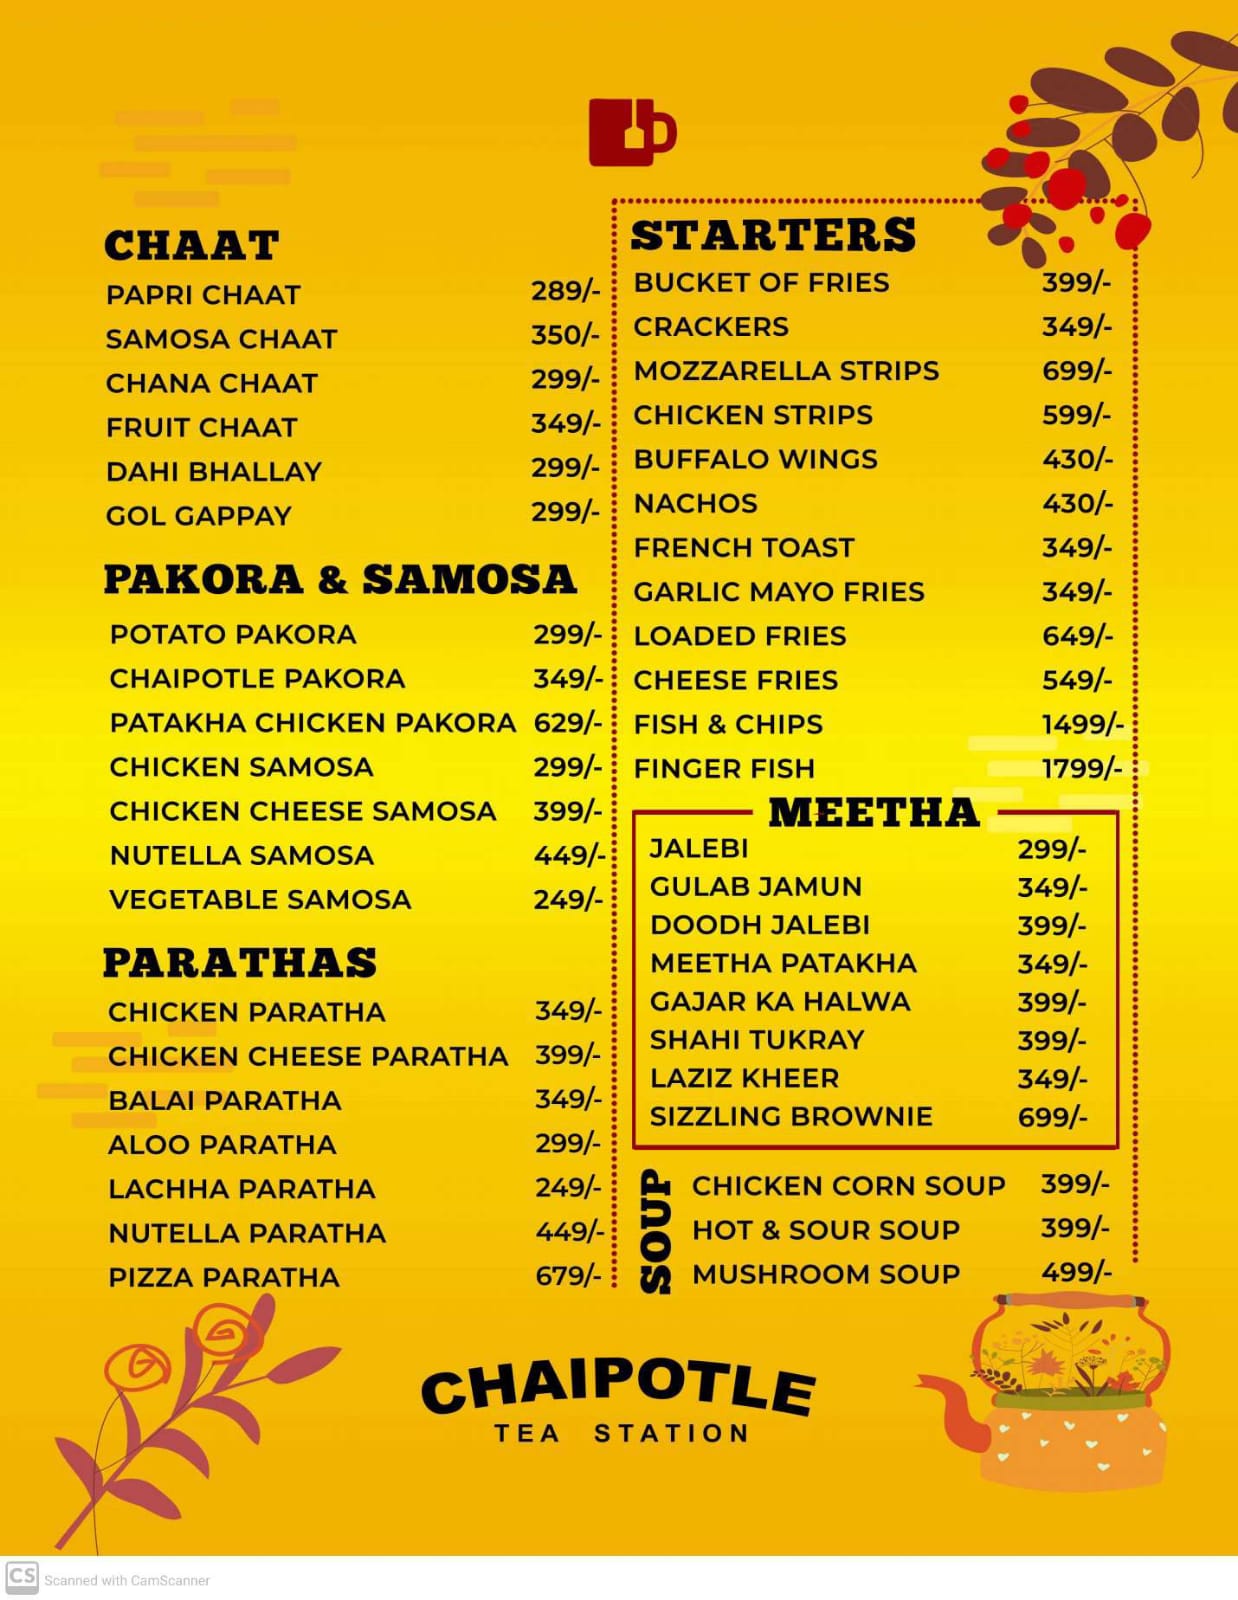 CHAAT
PAPRI CHAAT 289/-
SAMOSA CHAAT 350/-
CHANA CHAAT 299/-
FRUIT CHAAT 349/-
DAHI BHALLAY 299/-
GOL GAPPAY 299/-
PAKORA & SAMOSA
POTATO PAKORA 299/-
CHAIPOTLE PAKORA 349/-
PATAKHA CHICKEN PAKORA 629/-
CHICKEN SAMOSA 299/-
CHICKEN CHEESE SAMOSA 399/-
NUTELLA SAMOSA 449/-
VEGETABLE SAMOSA 249/-
PARATHAS
CHICKEN PARATHA 349/-
CHICKEN CHEESE PARATHA 399/-
BALAI PARATHA 349/-
ALOO PARATHA 299/-
LACHHA PARATHA 249/-
NUTELLA PARATHA 449/-
PIZZA PARATHA 679/-
STARTERS
BUCKET OF FRIES 399/-
CRACKERS 349/-
MOZZARELLA STRIPS 699/-
CHICKEN STRIPS 599/-
BUFFALO WINGS 430/-
NACHOS 430/-
FRENCH TOAST 349/-
GARLIC MAYO FRIES 349/-
LOADED FRIES 649/-
CHEESE FRIES 549/-
FISH & CHIPS 1499/-
FINGER FISH 1799/-
MEETHA
JALEBI 299/-
GULAB JAMUN 349/-
DOODH JALEBI 399/-
MEETHA PATAKHA 349/-
GAJAR KA HALWA 399/-
SHAHI TUKRAY 399/-
LAZIZ KHEER 349/-
SIZZLING BROWNIE 699/-
SOUP
CHICKEN CORN SOUP 399/-
HOT & SOUR SOUP 399/-
MUSHROOM SOUP 499/-
CHAIPOTLE
TEA STATION
CS Scanned with CamScanner